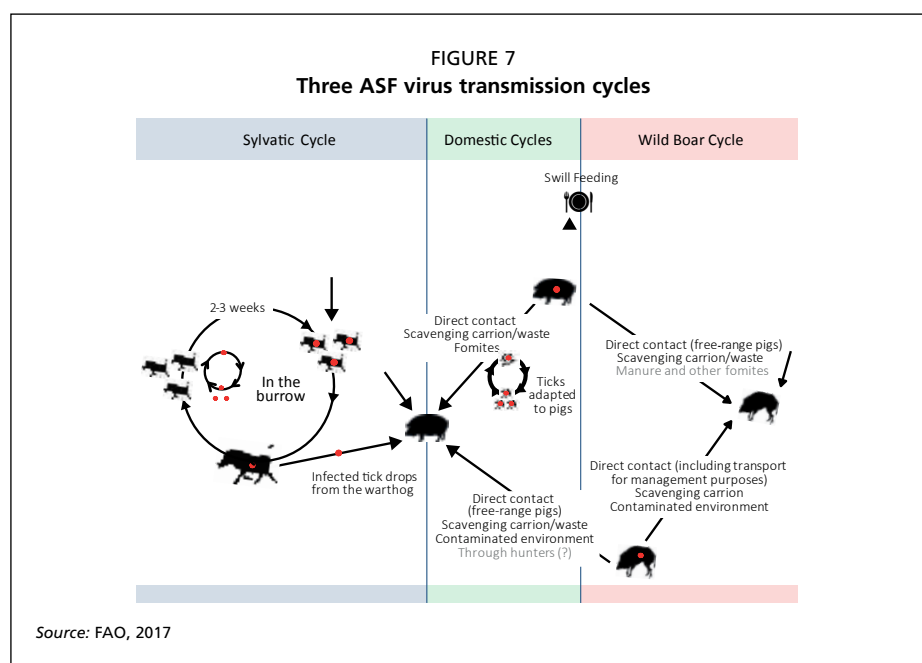 FIGURE 7
Three ASF virus transmission cycles
Sylvatic Cycle
Domestic Cycles
Wild Boar Cycle
Swill Feeding
2-3 weeks
In the
burrow
Infected tick drops
from the warthog
Direct contact
Scavenging carrion/waste
Fomites
Ticks
adapted
to pigs
Direct contact
(free-range pigs)
Scavenging carrion/waste
Contaminated environment
Through hunters (?)
Direct contact (free-range pigs)
Scavenging carrion/waste
Manure and other fomites
Direct contact (including transport
for management purposes)
Scavenging carrion
Contaminated environment
Source: FAO, 2017